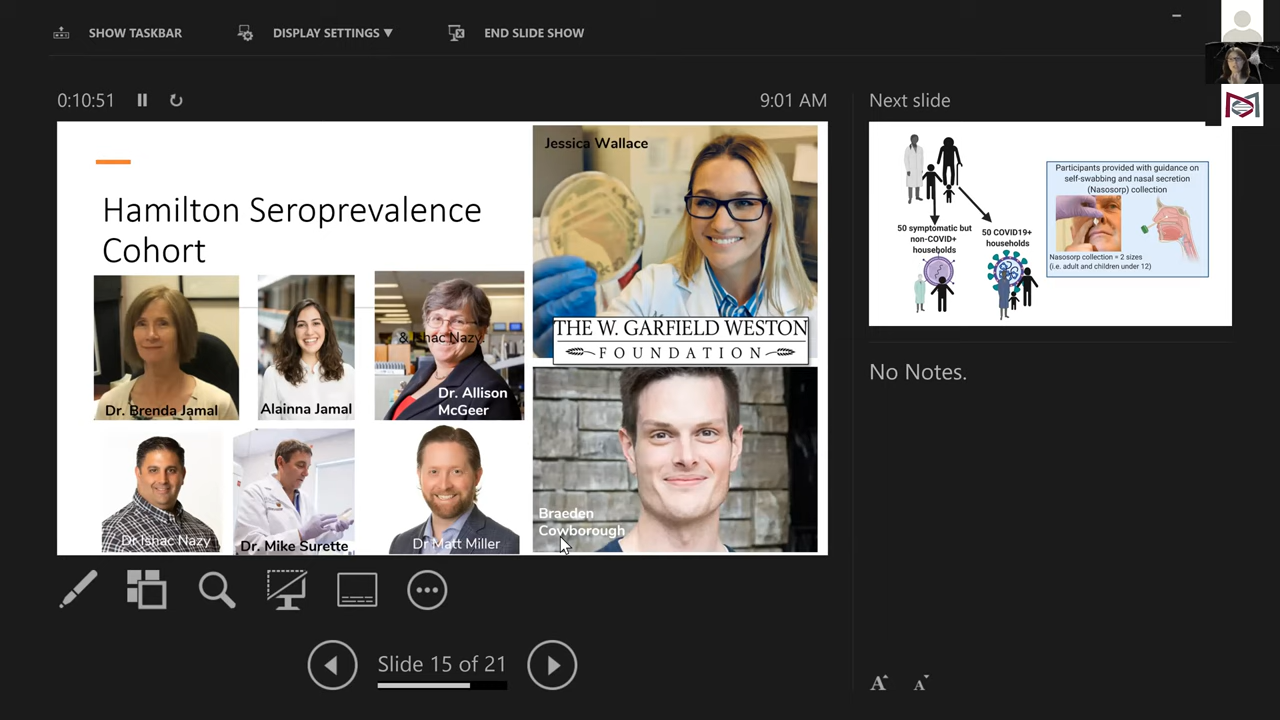 SHOW TASKBAR
DISPLAY SETTINGS ▼
END SLIDE SHOW
0:10:51
9:01 AM
Next slide
Jessica Wallace
Hamilton Seroprevalence
Cohort
THE W. GARFIELD WESTON
FOUNDATION
& Ishac Nazy!
Dr. Brenda Jamal
Alainna Jamal
Dr. Allison
McGeer
Dr Ishac Nazy
Dr. Mike Surette
Dr Matt Miller
Braeden
Cowborough
Participants provided with guidance on
self-swabbing and nasal secretion
(Nasosorp) collection
50 symptomatic but
non-COVID+
households
50 COVID19+
households
Nasosorp collection = 2 sizes
(i.e. adult and children under 12)
No Notes.
Slide 15 of 21
A
A